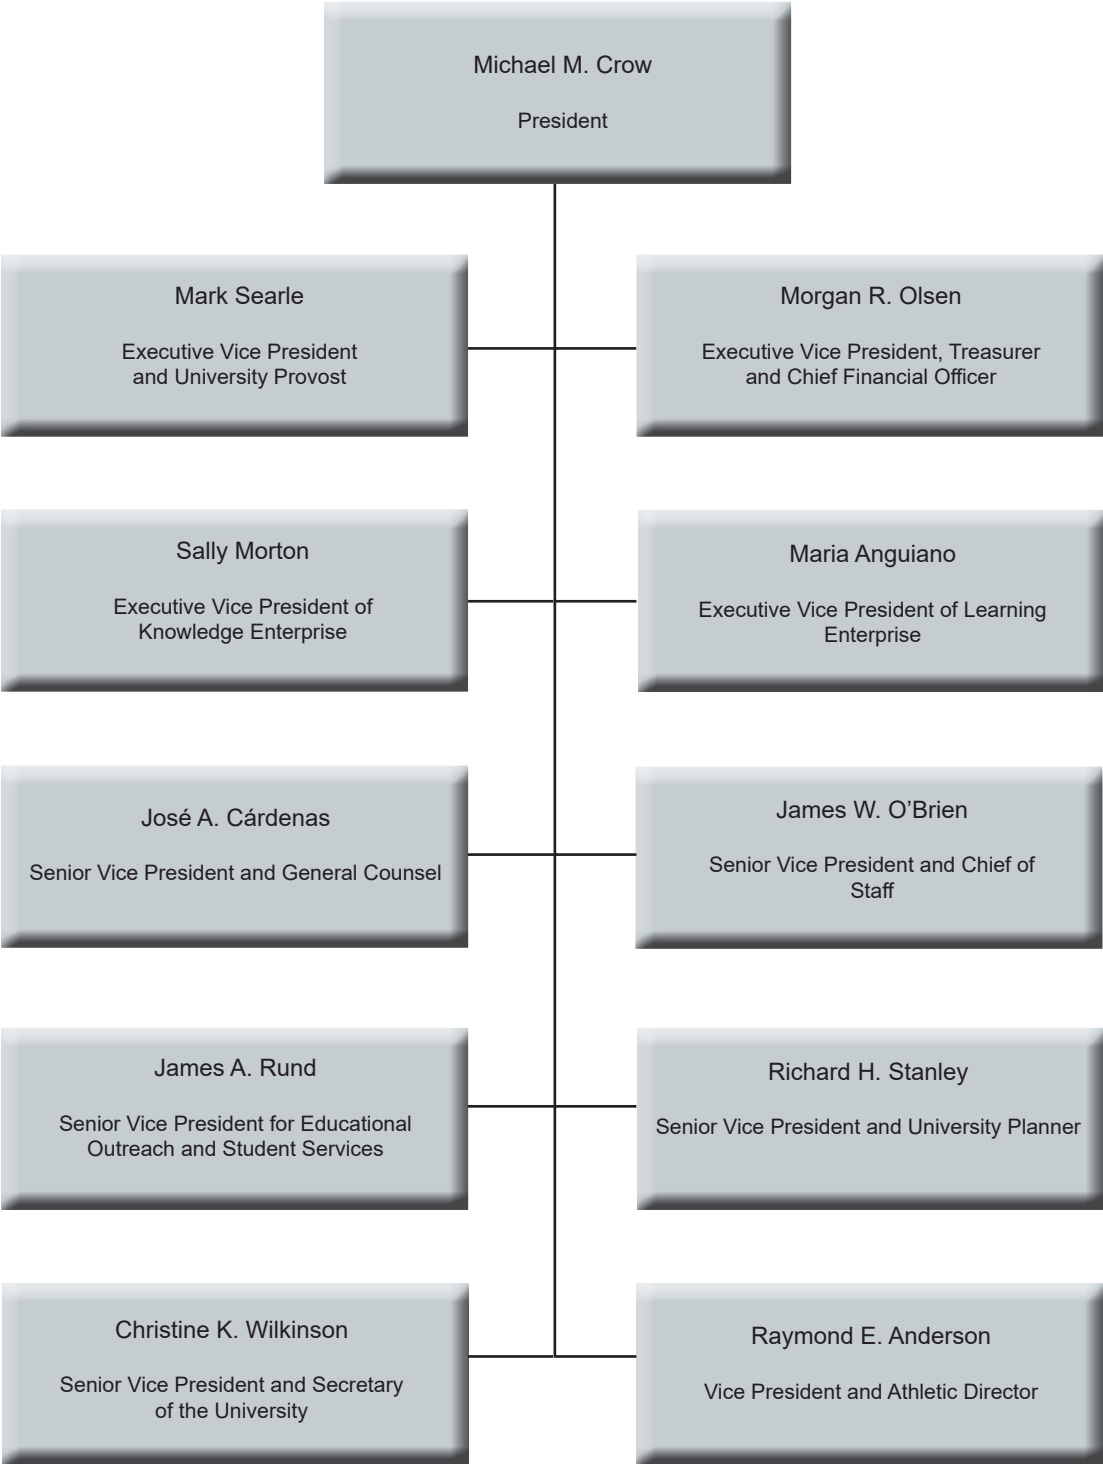 Michael M. Crow
President
Mark Searle
Executive Vice President
and University Provost
Morgan R. Olsen
Executive Vice President, Treasurer
and Chief Financial Officer
Sally Morton
Executive Vice President of
Knowledge Enterprise
Maria Anguiano
Executive Vice President of Learning
Enterprise
José A. Cárdenas
Senior Vice President and General Counsel
James W. O’Brien
Senior Vice President and Chief of
Staff
James A. Rund
Senior Vice President for Educational
Outreach and Student Services
Richard H. Stanley
Senior Vice President and University Planner
Christine K. Wilkinson
Senior Vice President and Secretary
of the University
Raymond E. Anderson
Vice President and Athletic Director